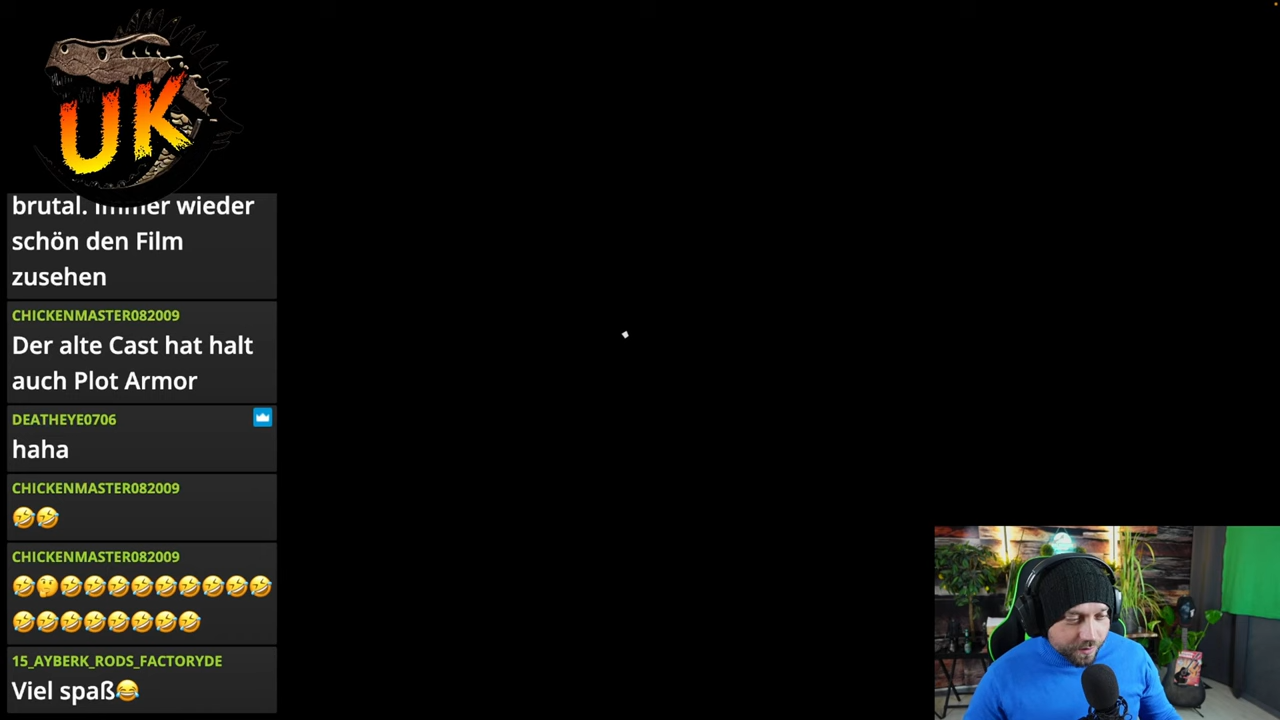 UK
brutal. Immer wieder
schön den Film
zusehen
CHICKENMASTER082009
Der alte Cast hat halt
auch Plot Armor
DEATHEYE0706
haha
CHICKENMASTER082009
🤣🤣
CHICKENMASTER082009
🤣🤔🤣🤣🤣🤣🤣🤣🤣🤣🤣
🤣🤣🤣🤣🤣🤣🤣🤣
15_AYBERK_RODS_FACTORYDE
Viel spaß😂